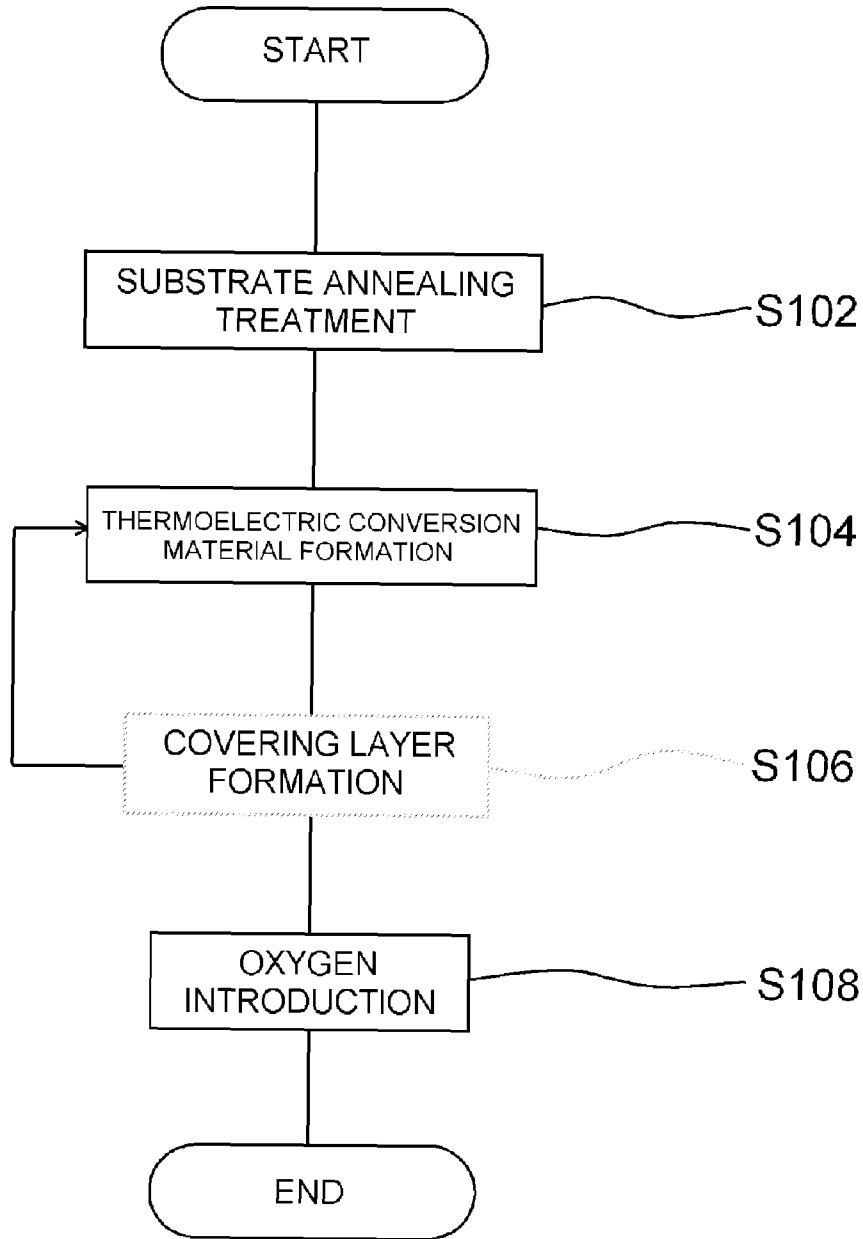 START
SUBSTRATE ANNEALING
TREATMENT
S102
THERMOELECTRIC CONVERSION
MATERIAL FORMATION
S104
COVERING LAYER
FORMATION
S106
OXYGEN
INTRODUCTION
S108
END